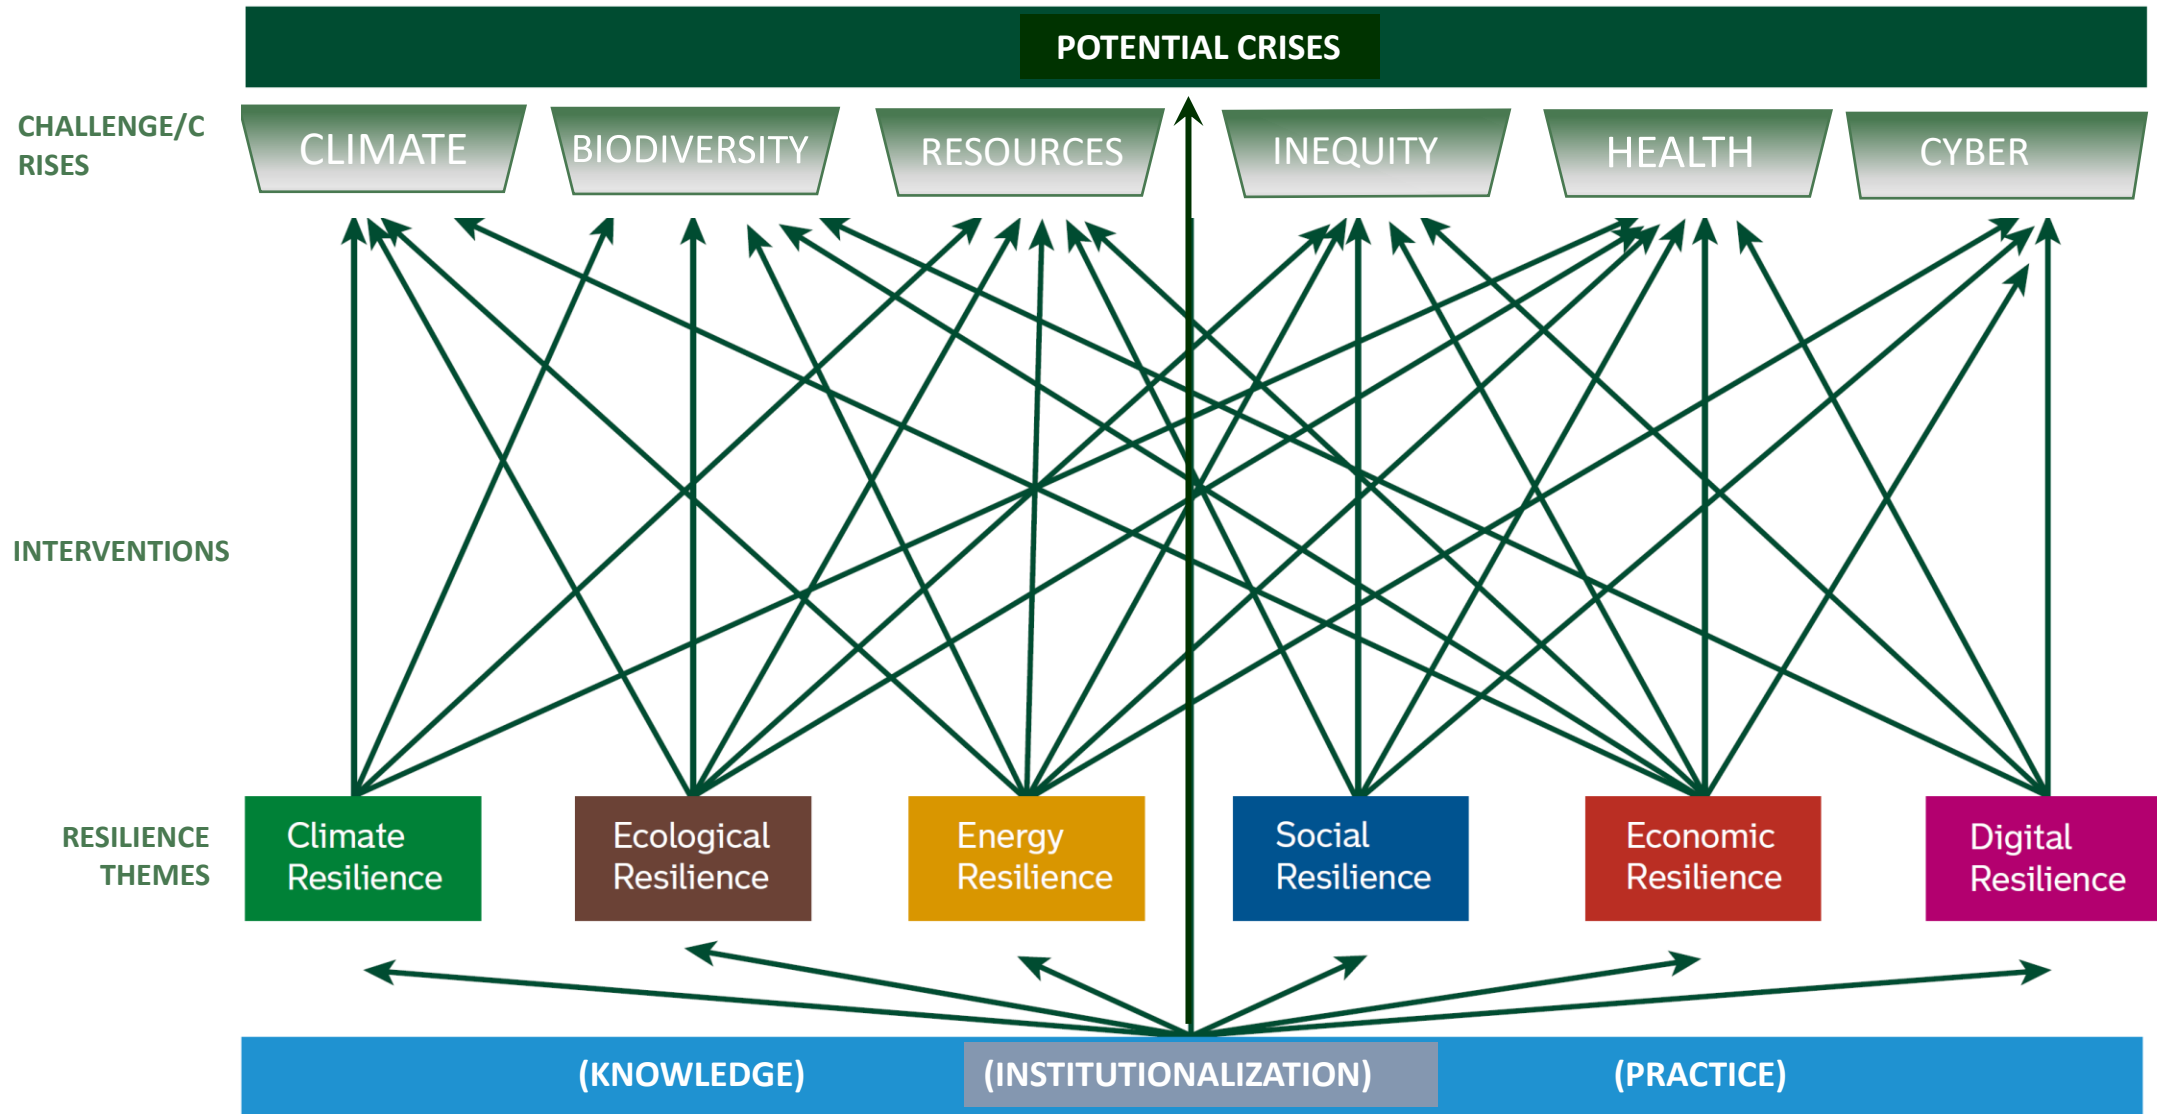 POTENTIAL CRISES
CHALLENGE/C
RISES
CLIMATE
BIODIVERSITY
RESOURCES
INEQUITY
HEALTH
CYBER
INTERVENTIONS
RESILIENCE
THEMES
Climate
Resilience
Ecological
Resilience
Energy
Resilience
Social
Resilience
Economic
Resilience
Digital
Resilience
(KNOWLEDGE)
(INSTITUTIONALIZATION)
(PRACTICE)